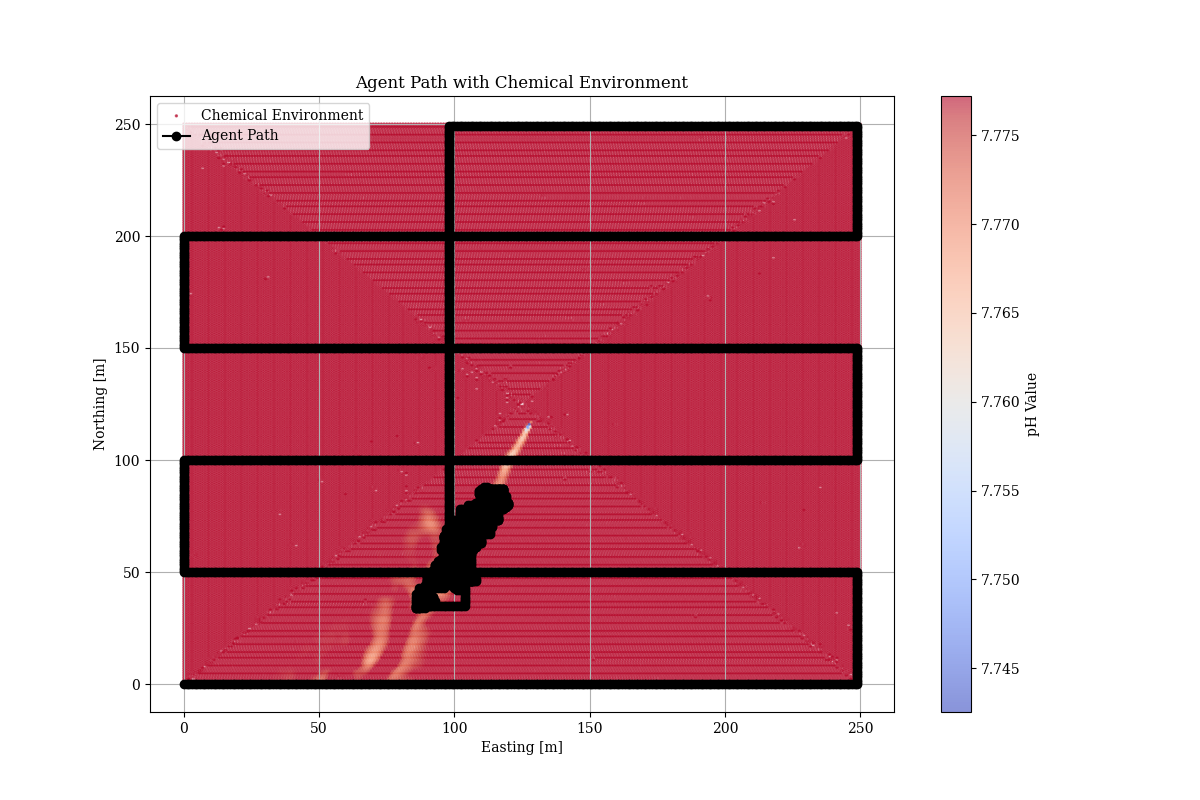 Agent Path with Chemical Environment
Chemical Environment
Agent Path
250
200
150
100
50
0
Northing [m]
0 50 100 150 200 250
Easting [m]
7.775
7.770
7.765
7.760
7.755
7.750
7.745
pH Value